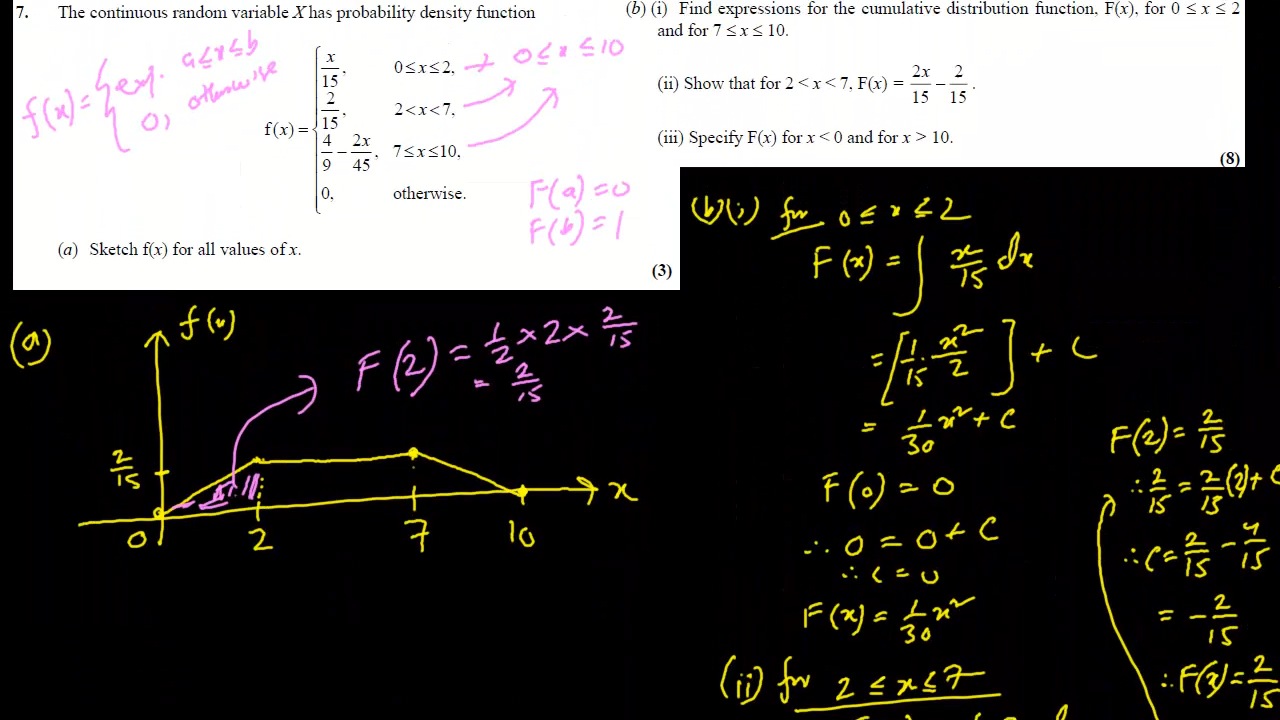 7. The continuous random variable X has probability density function
f(x) = { exp. a ≤ x ≤ b
0, otherwise
f(x) = { x/15, 0 ≤ x ≤ 2, → 0 ≤ x ≤ 10
2/15, 2 < x < 7,
4/9 − 2x/45, 7 ≤ x ≤ 10,
0, otherwise.
F(a) = 0
F(b) = 1
(a) Sketch f(x) for all values of x.
(3)
(b) (i) Find expressions for the cumulative distribution function, F(x), for 0 ≤ x ≤ 2
and for 7 ≤ x ≤ 10.
(ii) Show that for 2 < x < 7, F(x) = 2x/15 − 2/15.
(iii) Specify F(x) for x < 0 and for x > 10.
(8)
(a)
f(x)
F(2) = 1/2 × 2 × 2/15
= 2/15
2/15
x
0 2 7 10
(b)(i) for 0 ≤ x ≤ 2
F(x) = ∫ x/15 dx
= [1/15 . x²/2] + C
= 1/30 x² + C
F(0) = 0
∴ 0 = 0 + C
∴ C = 0
F(x) = 1/30 x²
(ii) for 2 ≤ x ≤ 7
F(2) = 2/15
∴ 2/15 = 2/15 (2) + C
∴ C = 2/15 − 4/15
= − 2/15
∴ F(x) = 2/15